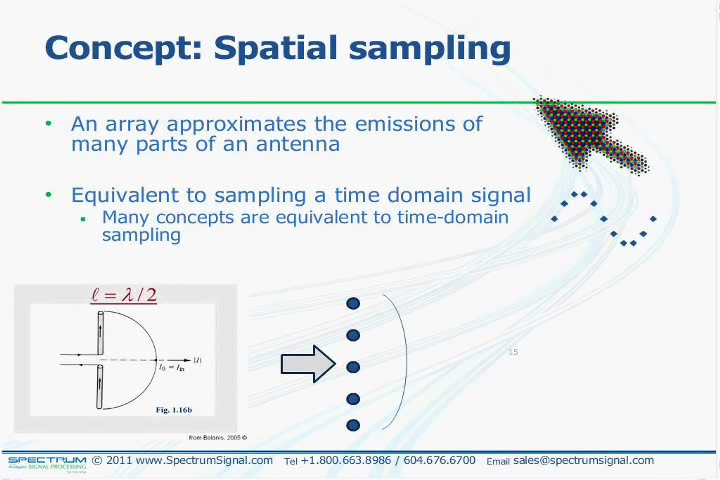 Concept: Spatial sampling
• An array approximates the emissions of
many parts of an antenna
• Equivalent to sampling a time domain signal
▪ Many concepts are equivalent to time-domain
sampling
ℓ = λ / 2
|I|
I₀ = Iᵢₙ
Fig. 1.16b
from Balanis, 2005 ©
15
SPECTRUM
SIGNAL PROCESSING
© 2011 www.SpectrumSignal.com Tel +1.800.663.8986 / 604.676.6700 Email sales@spectrumsignal.com